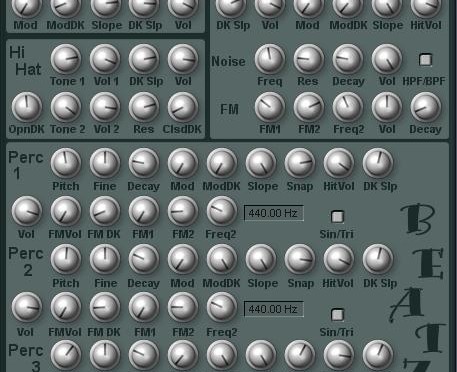 Mod ModDK Slope DK Slp Vol DK Slp Vol Mod ModDK Slope HitVol
Hi Hat
Tone 1 Vol 1 DK Slp Vol
OpnDK Tone 2 Vol 2 Res ClsdDK
Noise
Freq Res Decay Vol HPF/BPF
FM
FM1 FM2 Freq2 Vol Decay
Perc 1
Pitch Fine Decay Mod ModDK Slope Snap HitVol DK Slp
440.00 Hz
Vol FMVol FM DK FM1 FM2 Freq2 Sin/Tri
Perc 2
Pitch Fine Decay Mod ModDK Slope Snap HitVol DK Slp
440.00 Hz
Vol FMVol FM DK FM1 FM2 Freq2 Sin/Tri
Perc 3
B
E
A
T
Z